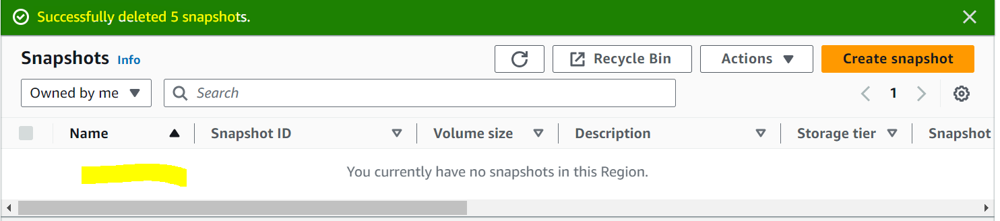 Successfully deleted 5 snapshots.
Snapshots Info
Recycle Bin
Actions
Create snapshot
Owned by me
Search
1
Name
Snapshot ID
Volume size
Description
Storage tier
Snapshot
You currently have no snapshots in this Region.